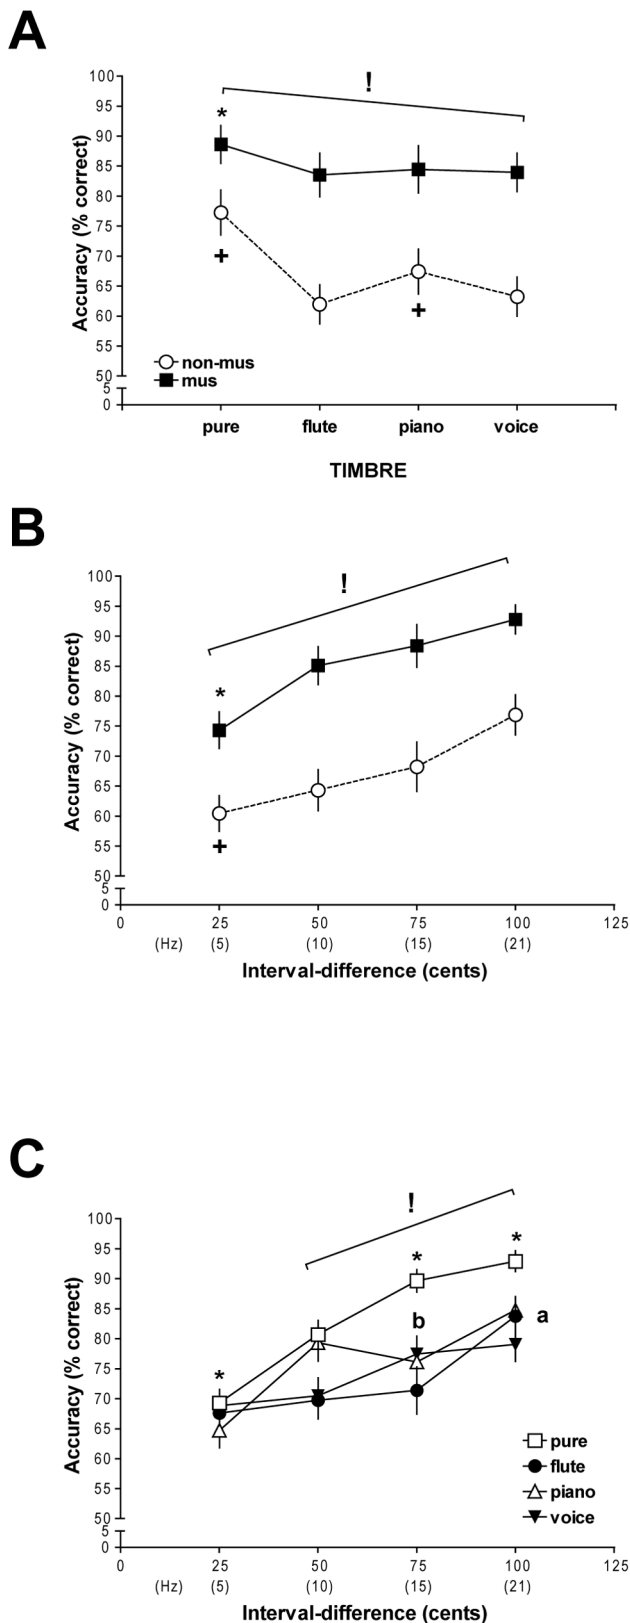 A
!
100
95
*
90
85
80
75
70
+
65
+
60
55
50
5
0
Accuracy (% correct)
non-mus
mus
pure flute piano voice
TIMBRE
B
!
100
95
90
85
80
*
75
70
65
60
55
+
50
5
0
Accuracy (% correct)
0 25 50 75 100 125
(Hz) (5) (10) (15) (21)
Interval-difference (cents)
C
!
100
95
* *
90
85
b a
80
75
*
70
65
60
55
50
5
0
Accuracy (% correct)
pure
flute
piano
voice
0 25 50 75 100 125
(Hz) (5) (10) (15) (21)
Interval-difference (cents)